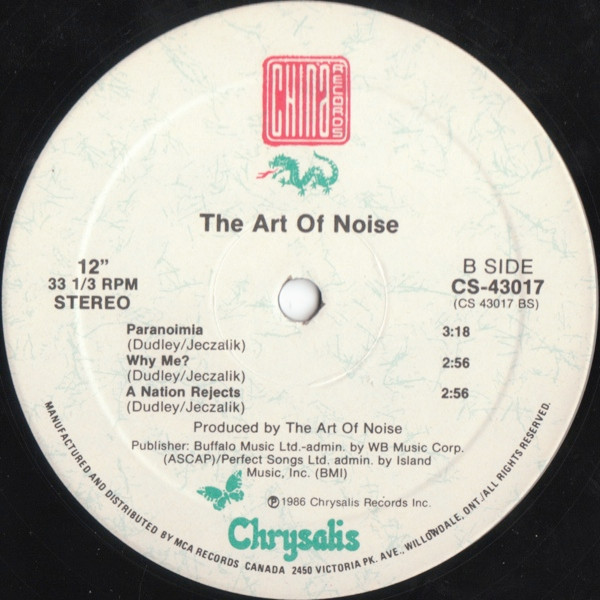 CHINA RECORDS
The Art Of Noise
12”
33 1/3 RPM
STEREO
B SIDE
CS-43017
(CS 43017 BS)
Paranoimia 3:18
(Dudley/Jeczalik)
Why Me? 2:56
(Dudley/Jeczalik)
A Nation Rejects 2:56
(Dudley/Jeczalik)
Produced by The Art Of Noise
Publisher: Buffalo Music Ltd.-admin. by WB Music Corp.
(ASCAP)/Perfect Songs Ltd. admin. by Island
Music, Inc. (BMI)
Ⓟ1986 Chrysalis Records Inc.
Chrysalis
MANUFACTURED AND DISTRIBUTED BY MCA RECORDS CANADA 2450 VICTORIA PK. AVE., WILLOWDALE, ONT./ALL RIGHTS RESERVED.